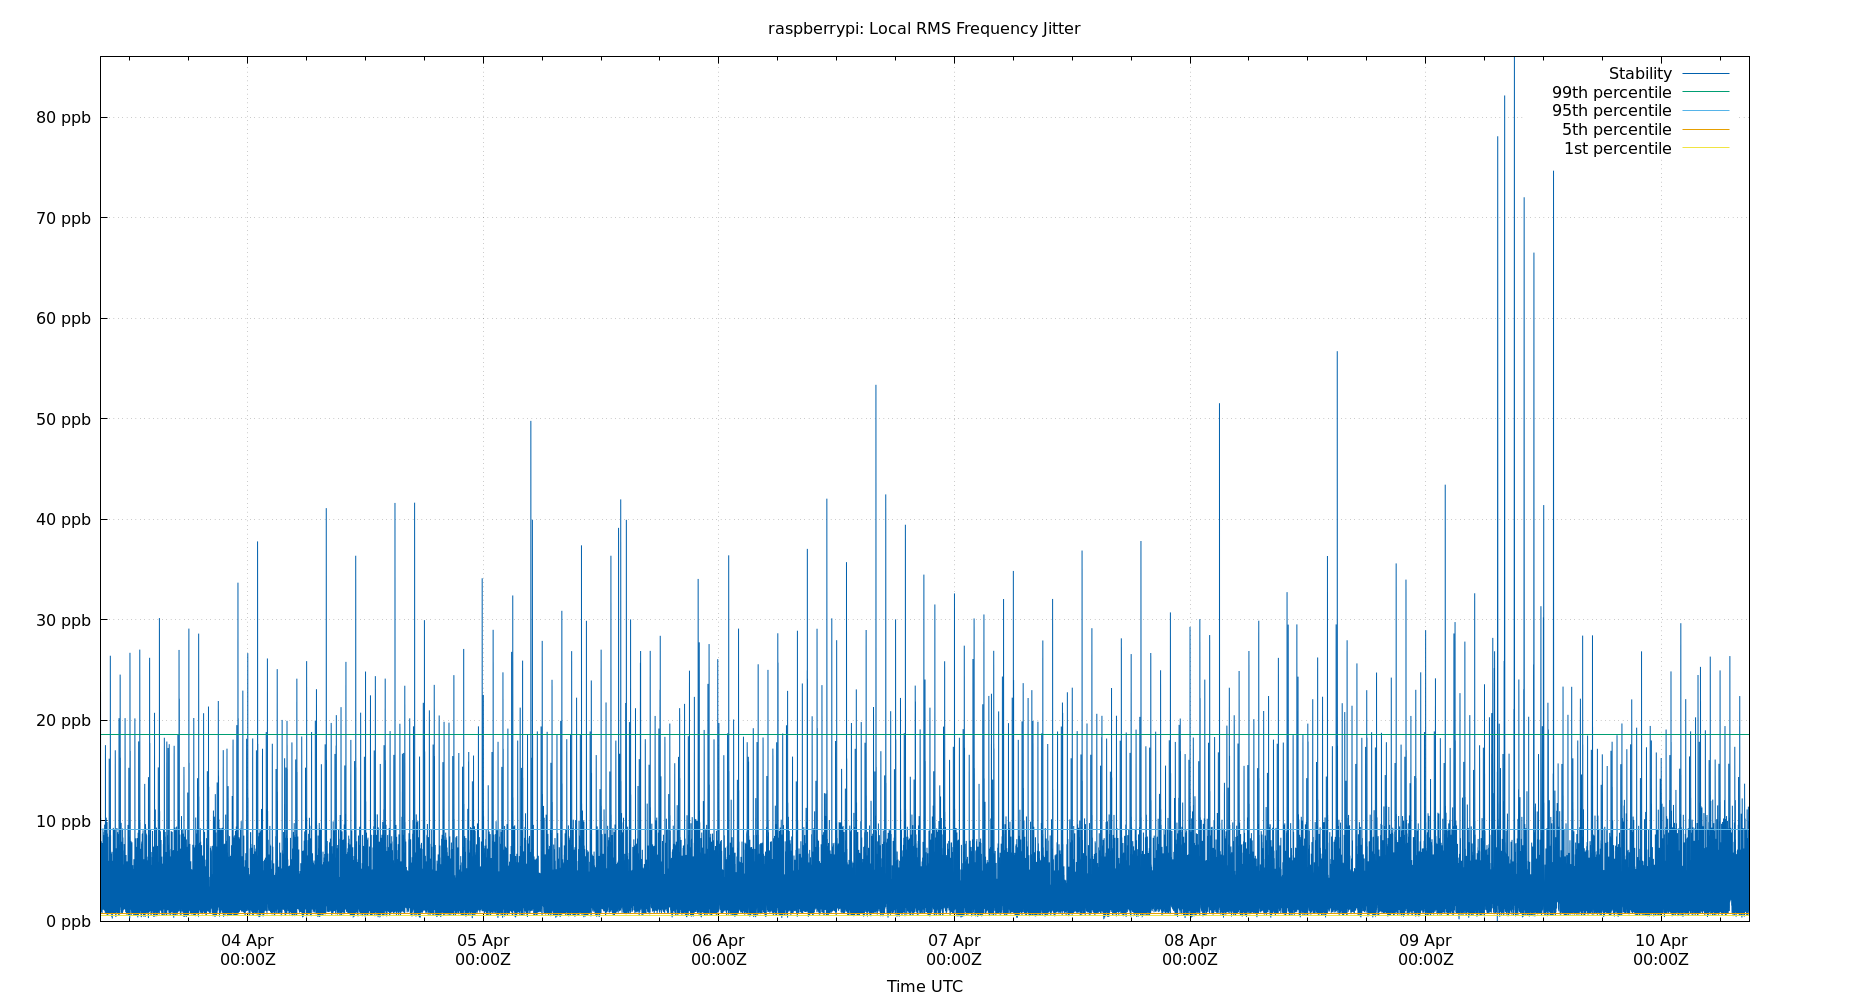 raspberrypi: Local RMS Frequency Jitter
Stability
99th percentile
95th percentile
5th percentile
1st percentile
80 ppb
70 ppb
60 ppb
50 ppb
40 ppb
30 ppb
20 ppb
10 ppb
0 ppb
04 Apr 05 Apr 06 Apr 07 Apr 08 Apr 09 Apr 10 Apr
00:00Z 00:00Z 00:00Z 00:00Z 00:00Z 00:00Z 00:00Z
Time UTC